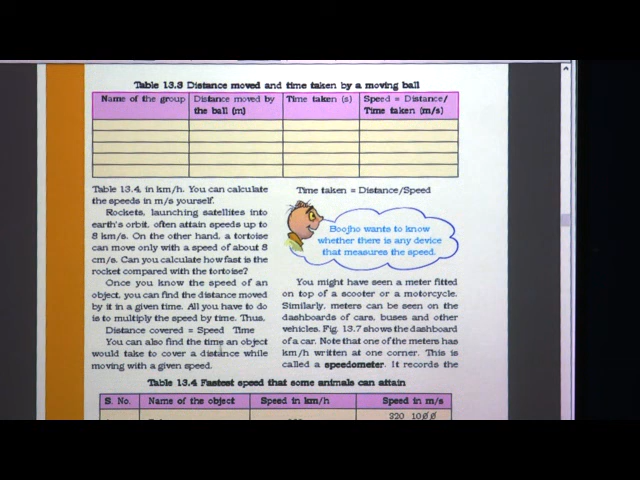 Table 13.3 Distance moved and time taken by a moving ball
Name of the group Distance moved by the ball (m) Time taken (s) Speed = Distance/ Time taken (m/s)
Table 13.4, in km/h. You can calculate
the speeds in m/s yourself.
Rockets, launching satellites into
earth's orbit, often attain speeds up to
8 km/s. On the other hand, a tortoise
can move only with a speed of about 8
cm/s. Can you calculate how fast is the
rocket compared with the tortoise?
Once you know the speed of an
object, you can find the distance moved
by it in a given time. All you have to do
is to multiply the speed by time. Thus,
Distance covered = Speed Time
You can also find the time an object
would take to cover a distance while
moving with a given speed.
Time taken = Distance/Speed
Boojho wants to know
whether there is any device
that measures the speed.
You might have seen a meter fitted
on top of a scooter or a motorcycle.
Similarly, meters can be seen on the
dashboards of cars, buses and other
vehicles. Fig. 13.7 shows the dashboard
of a car. Note that one of the meters has
km/h written at one corner. This is
called a speedometer. It records the
Table 13.4 Fastest speed that some animals can attain
S. No. Name of the object Speed in km/h Speed in m/s
320